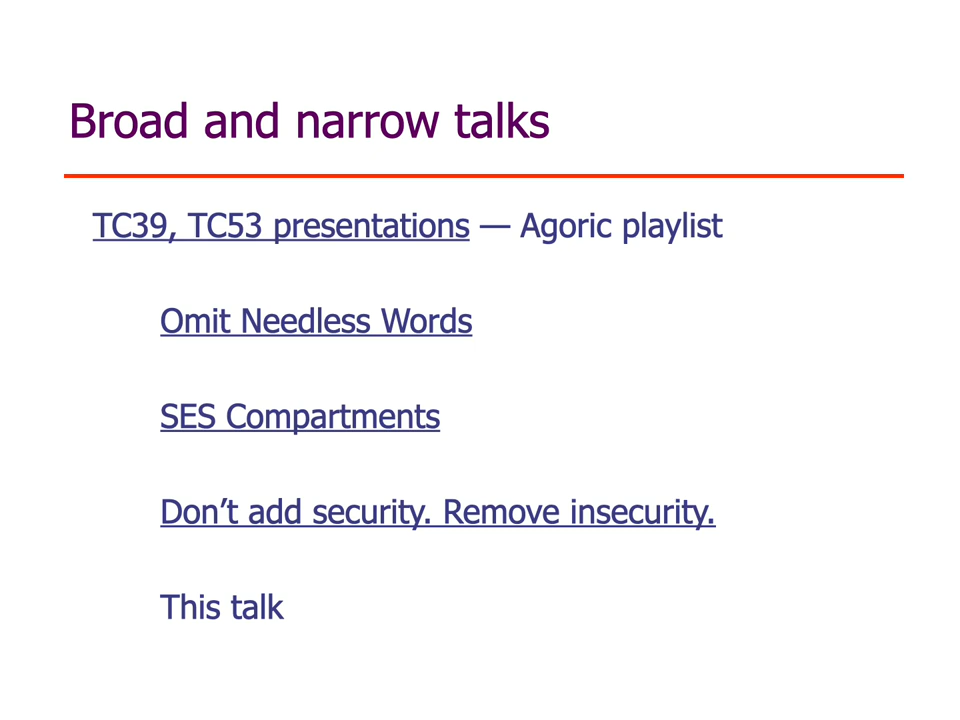 Broad and narrow talks
TC39, TC53 presentations — Agoric playlist
Omit Needless Words
SES Compartments
Don’t add security. Remove insecurity.
This talk